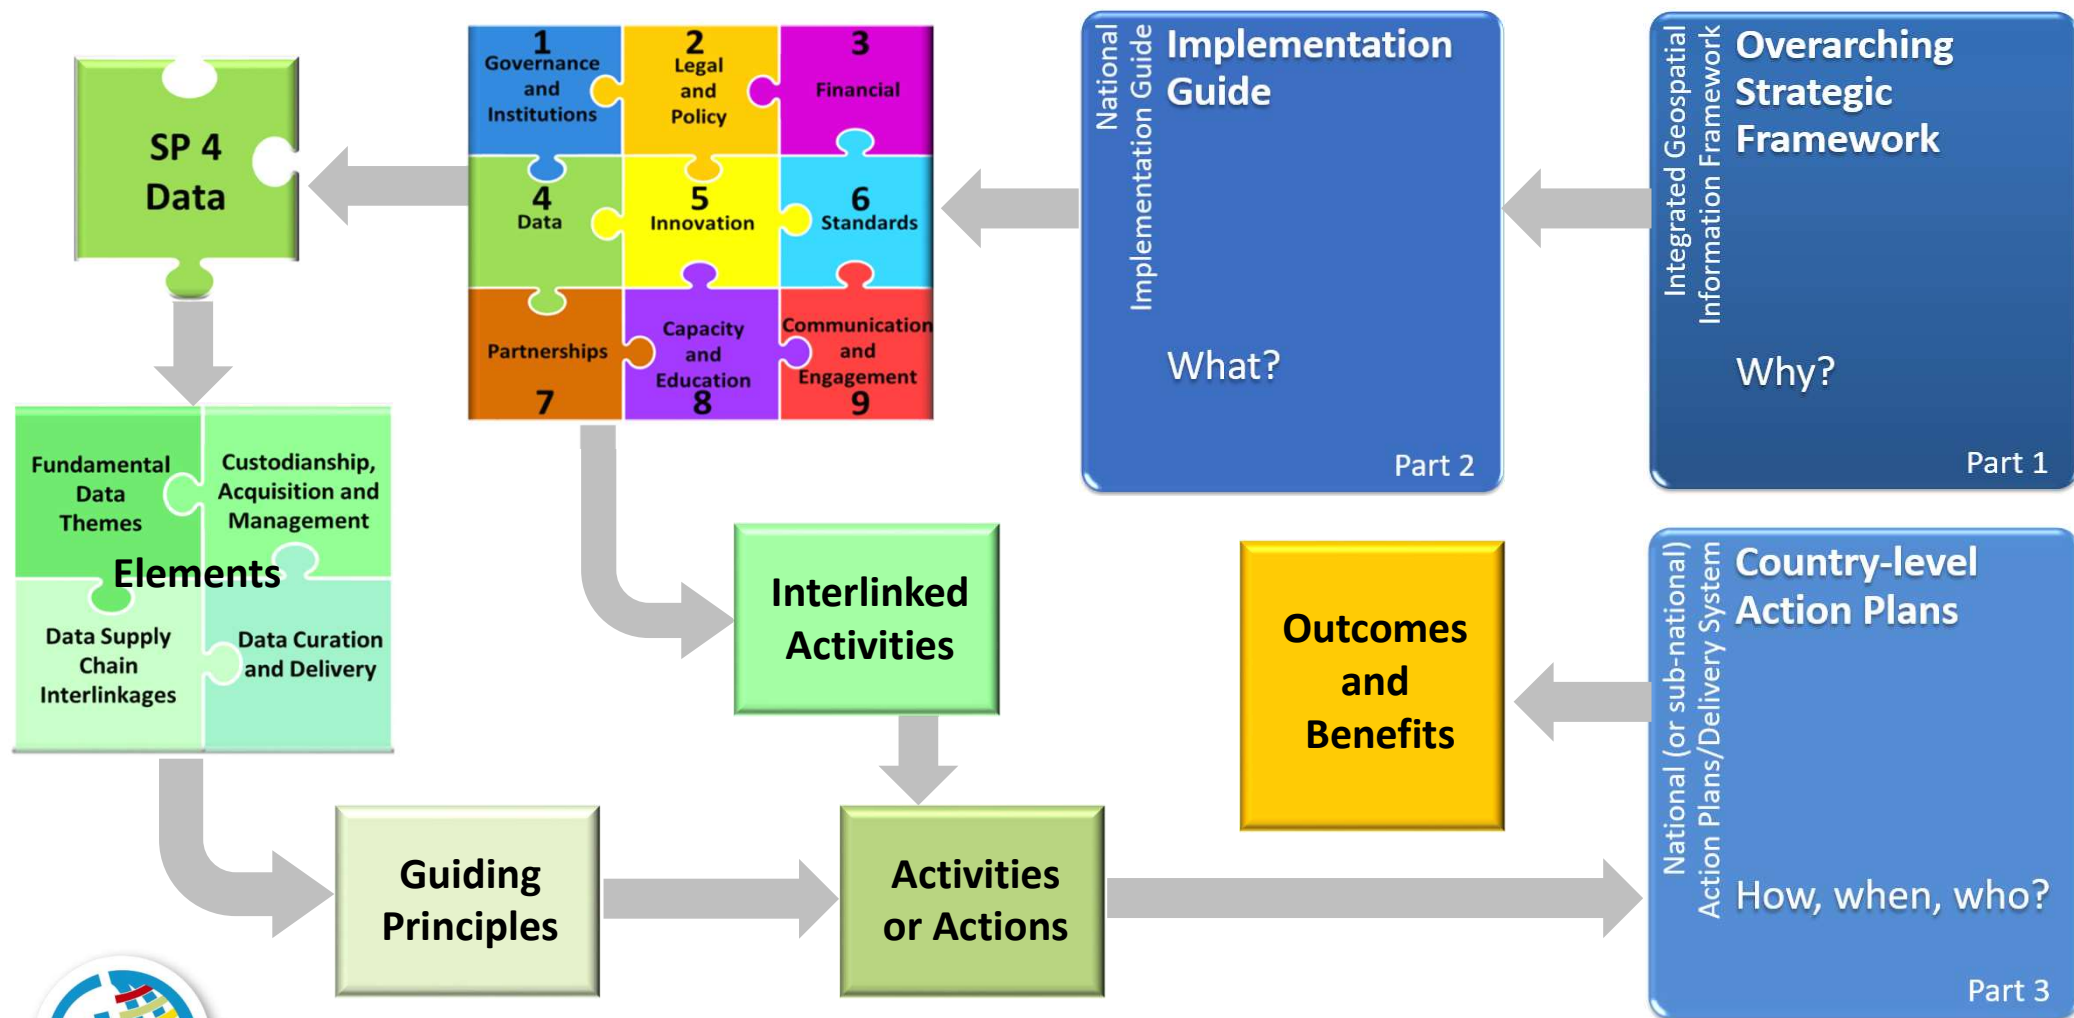 SP 4
Data
1
Governance
and
Institutions
2
Legal
and
Policy
3
Financial
4
Data
5
Innovation
6
Standards
Partnerships
7
Capacity
and
Education
8
Communication
and
Engagement
9
National
Implementation Guide
Implementation
Guide
What?
Part 2
Integrated Geospatial
Information Framework
Overarching
Strategic
Framework
Why?
Part 1
Fundamental
Data
Themes
Custodianship,
Acquisition and
Management
Elements
Data Supply
Chain
Interlinkages
Data Curation
and Delivery
Interlinked
Activities
Outcomes
and
Benefits
National (or sub-national)
Action Plans/Delivery System
Country-level
Action Plans
How, when, who?
Part 3
Guiding
Principles
Activities
or Actions